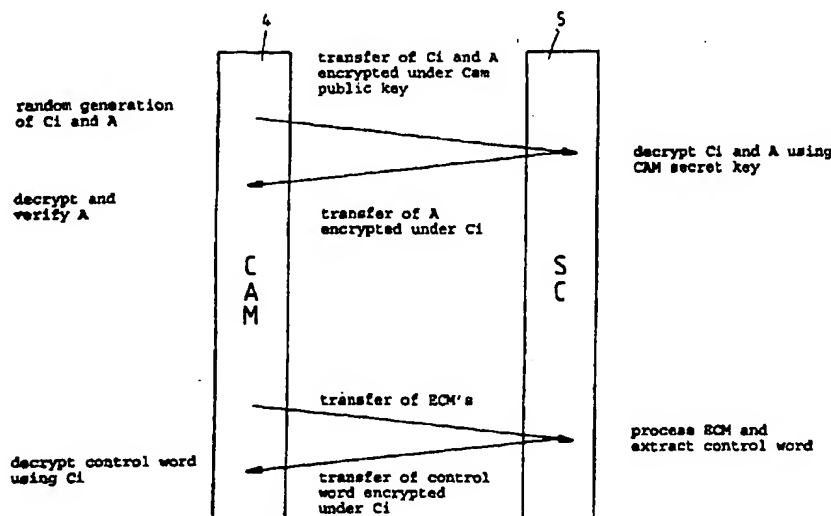 4
5
transfer of Ci and A
encrypted under Cam
public key
random generation
of Ci and A
decrypt Ci and A using
CAM secret key
decrypt and
verify A
transfer of A
encrypted under Ci
C
A
M
S
C
transfer of ECM's
process ECM and
extract control word
decrypt control word
using Ci
transfer of control
word encrypted
under Ci